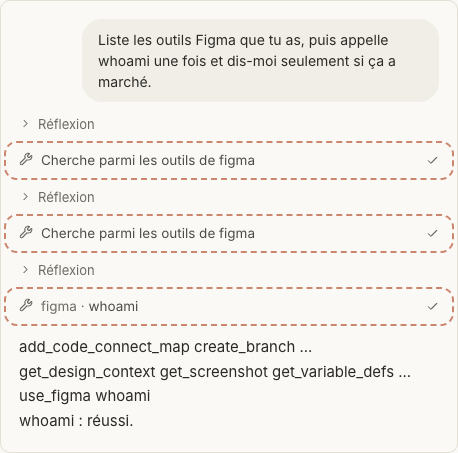 Liste les outils Figma que tu as, puis appelle
whoami une fois et dis-moi seulement si ça a
marché.
Réflexion
Cherche parmi les outils de figma
Réflexion
Cherche parmi les outils de figma
Réflexion
figma · whoami
add_code_connect_map create_branch ...
get_design_context get_screenshot get_variable_defs ...
use_figma whoami
whoami : réussi.